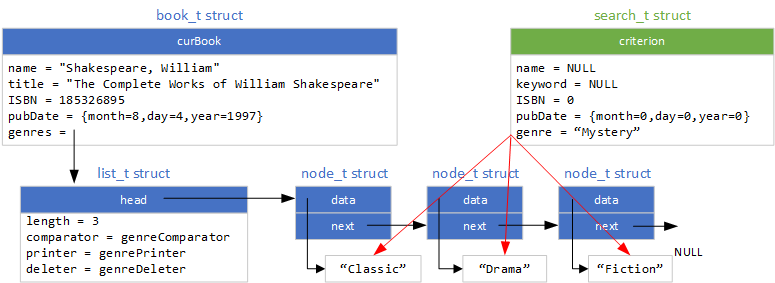 book_t struct
search_t struct
curBook
criterion
name = "Shakespeare, William"
title = "The Complete Works of William Shakespeare"
ISBN = 185326895
pubDate = {month=8,day=4,year=1997}
genres =
name = NULL
keyword = NULL
ISBN = 0
pubDate = {month=0,day=0,year=0}
genre = “Mystery”
list_t struct
node_t struct
node_t struct
node_t struct
head
data
data
data
length = 3
comparator = genreComparator
printer = genrePrinter
deleter = genreDeleter
next
next
next
NULL
“Classic”
“Drama”
“Fiction”